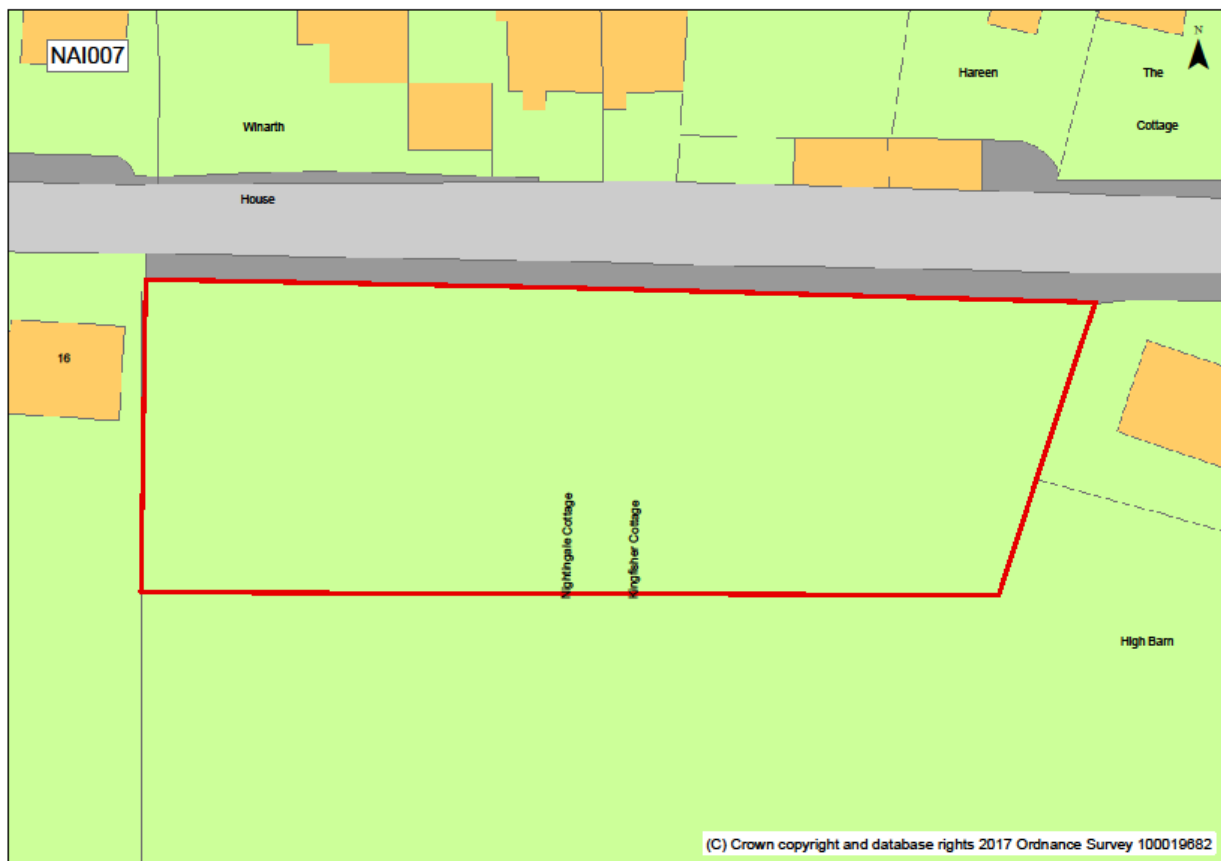 NAI007
N
Hareen
The
Cottage
Winarth
House
16
Nightingale Cottage
Kingfisher Cottage
High Barn
(C) Crown copyright and database rights 2017 Ordnance Survey 100019682